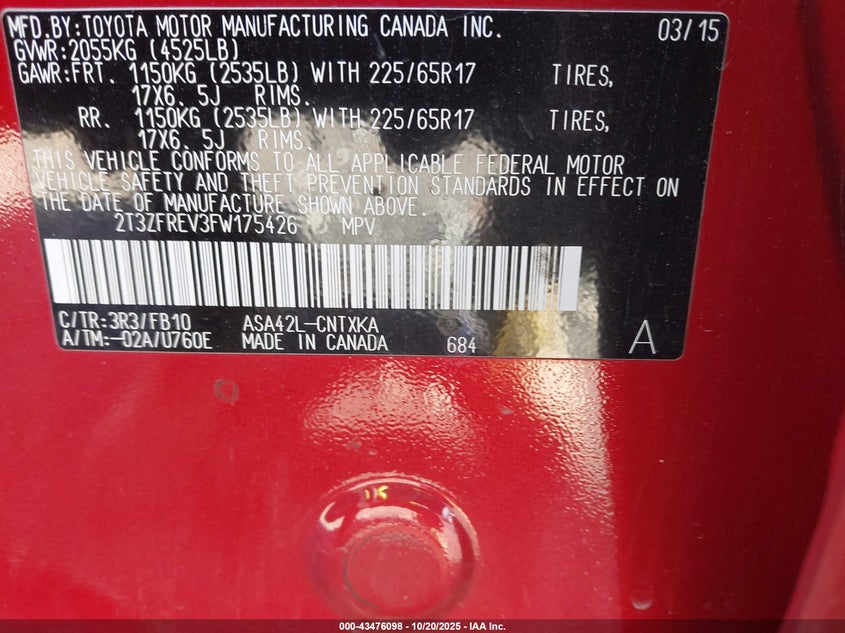 MFD.BY:TOYOTA MOTOR MANUFACTURING CANADA INC. 03/15
GVWR:2055KG (4525LB)
GAWR:FRT. 1150KG (2535LB) WITH 225/65R17 TIRES,
17X6.5J RIMS.
RR. 1150KG (2535LB) WITH 225/65R17 TIRES,
17X6.5J RIMS.
THIS VEHICLE CONFORMS TO ALL APPLICABLE FEDERAL MOTOR
VEHICLE SAFETY AND THEFT PREVENTION STANDARDS IN EFFECT ON
THE DATE OF MANUFACTURE SHOWN ABOVE.
2T3ZFREV3FW175426 MPV
C/TR:3R3/FB10 ASA42L-CNTXKA
A/TM:-02A/U760E MADE IN CANADA 684 A
000-43476098 | 10/20/2025 | IAA Inc.